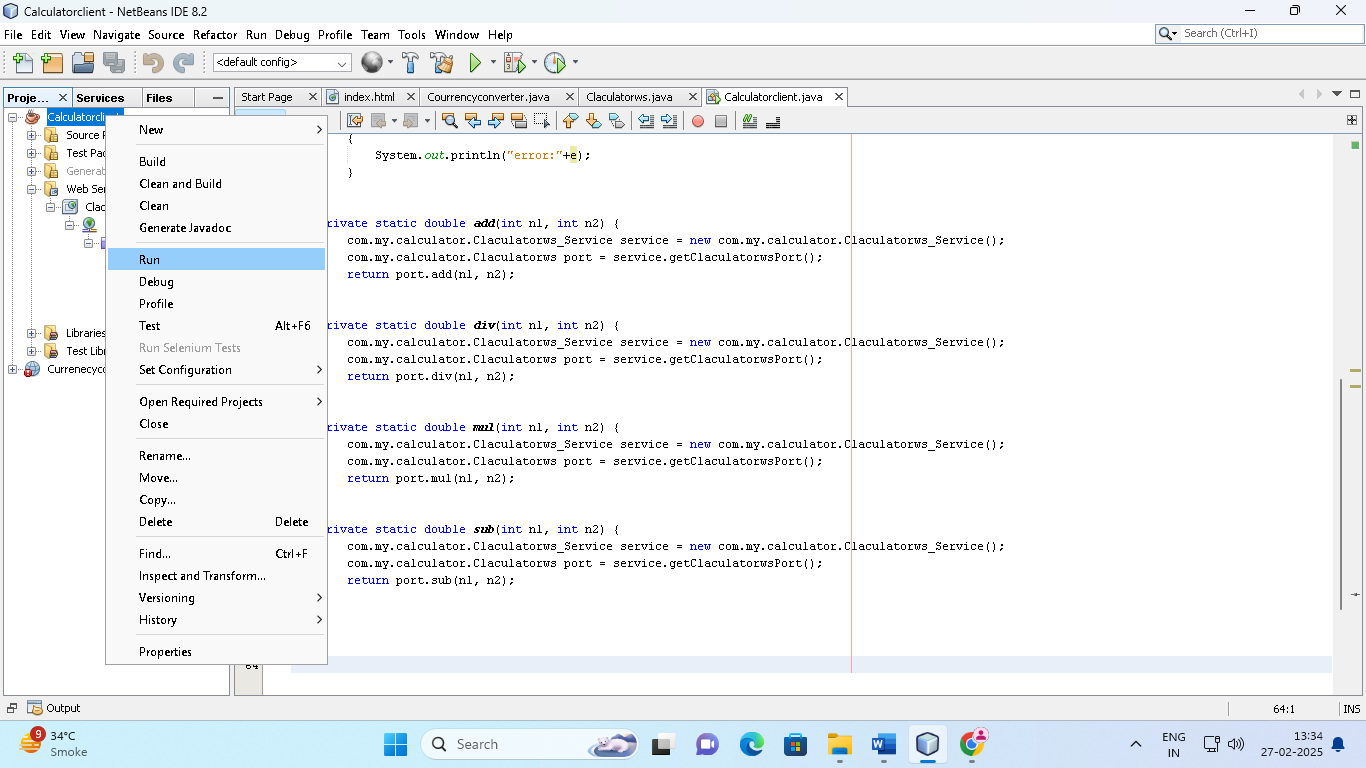 Calculatorclient - NetBeans IDE 8.2
File Edit View Navigate Source Refactor Run Debug Profile Team Tools Window Help
Search (Ctrl+I)
<default config>
Proje... Services Files
Start Page index.html Courrencyconverter.java Claculatorws.java Calculatorclient.java
Calculatorclient
Source
Test Pac
Generat
Web Ser
Clac
Libraries
Test Libr
Currenecyco
New
Build
Clean and Build
Clean
Generate Javadoc
Run
Debug
Profile
Test Alt+F6
Run Selenium Tests
Set Configuration
Open Required Projects
Close
Rename...
Move...
Copy...
Delete Delete
Find... Ctrl+F
Inspect and Transform...
Versioning
History
Properties
{
System.out.println("error:"+e);
}
rivate static double add(int n1, int n2) {
com.my.calculator.Claculatorws_Service service = new com.my.calculator.Claculatorws_Service();
com.my.calculator.Claculatorws port = service.getClaculatorwsPort();
return port.add(n1, n2);
rivate static double div(int n1, int n2) {
com.my.calculator.Claculatorws_Service service = new com.my.calculator.Claculatorws_Service();
com.my.calculator.Claculatorws port = service.getClaculatorwsPort();
return port.div(n1, n2);
rivate static double mul(int n1, int n2) {
com.my.calculator.Claculatorws_Service service = new com.my.calculator.Claculatorws_Service();
com.my.calculator.Claculatorws port = service.getClaculatorwsPort();
return port.mul(n1, n2);
rivate static double sub(int n1, int n2) {
com.my.calculator.Claculatorws_Service service = new com.my.calculator.Claculatorws_Service();
com.my.calculator.Claculatorws port = service.getClaculatorwsPort();
return port.sub(n1, n2);
64
Output
64:1 INS
9
34°C
Smoke
Search
ENG
IN
13:34
27-02-2025